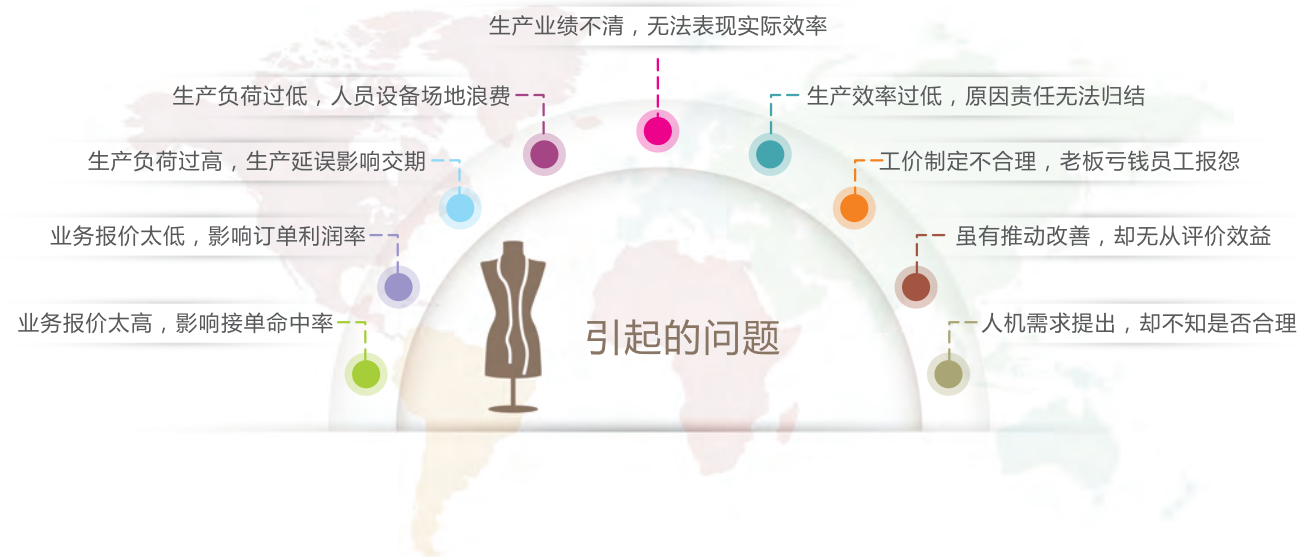 生产业绩不清，无法表现实际效率
生产负荷过低，人员设备场地浪费
生产效率过低，原因责任无法归结
生产负荷过高，生产延误影响交期
工价制定不合理，老板亏钱员工报怨
业务报价太低，影响订单利润率
虽有推动改善，却无从评价效益
业务报价太高，影响接单命中率
人机需求提出，却不知是否合理
引起的问题